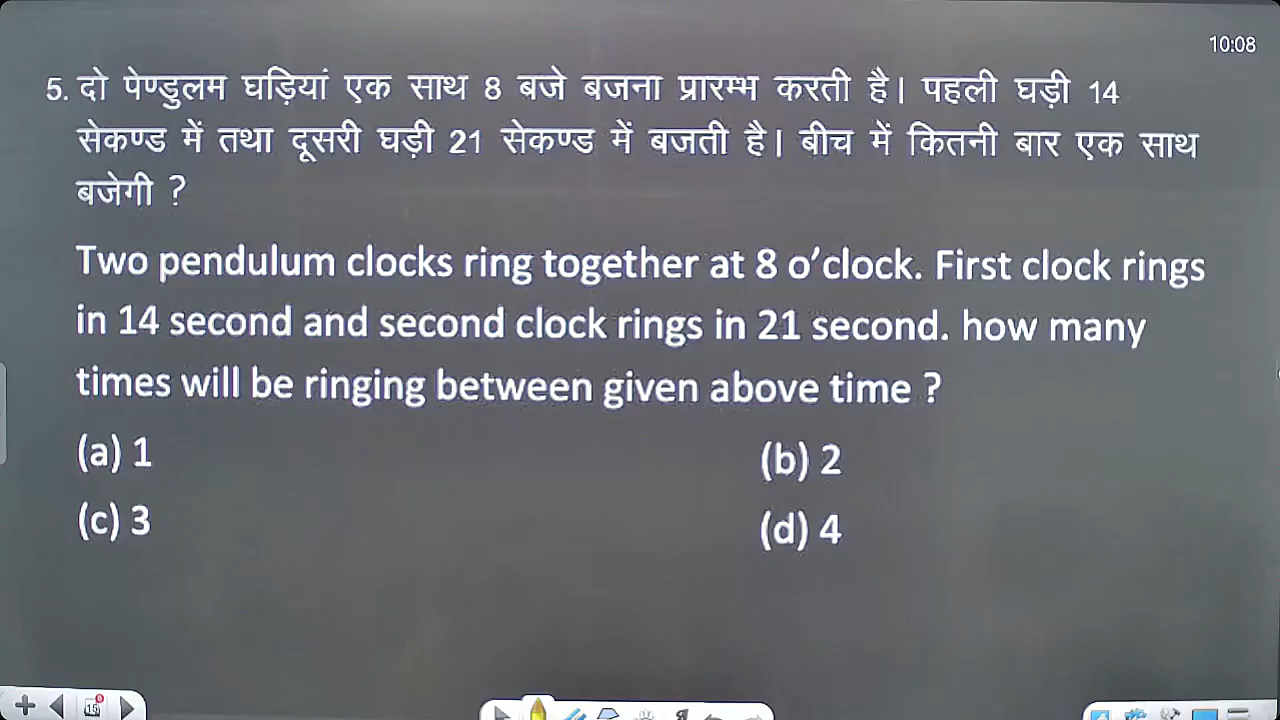 10:08
5. दो पेण्डुलम घड़ियां एक साथ 8 बजे बजना प्रारम्भ करती है। पहली घड़ी 14
सेकण्ड में तथा दूसरी घड़ी 21 सेकण्ड में बजती है। बीच में कितनी बार एक साथ
बजेगी ?
Two pendulum clocks ring together at 8 o’clock. First clock rings
in 14 second and second clock rings in 21 second. how many
times will be ringing between given above time ?
(a) 1 (b) 2
(c) 3 (d) 4
15